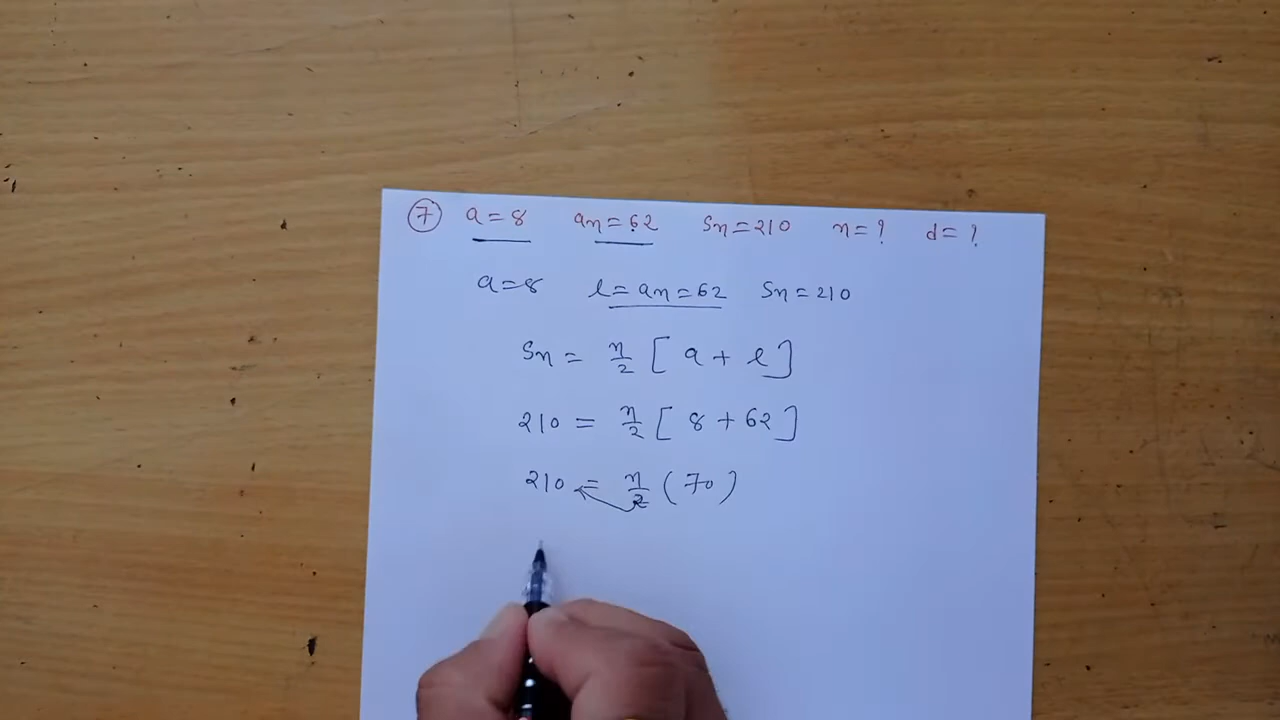 7 a = 8 an = 62 Sn = 210 n = ? d = ?
a = 8 l = an = 62 Sn = 210
Sn = n/2 [ a + l ]
210 = n/2 [ 8 + 62 ]
210 = n/2 ( 70 )